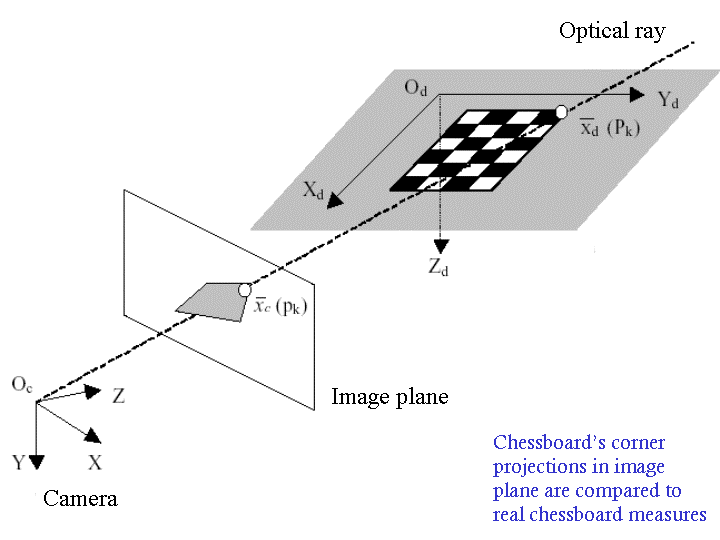 Optical ray
Od
Yd
x̅d (Pk)
Xd
Zd
x̅c (pk)
Oc
Z
Image plane
Y
X
Camera
Chessboard's corner
projections in image
plane are compared to
real chessboard measures